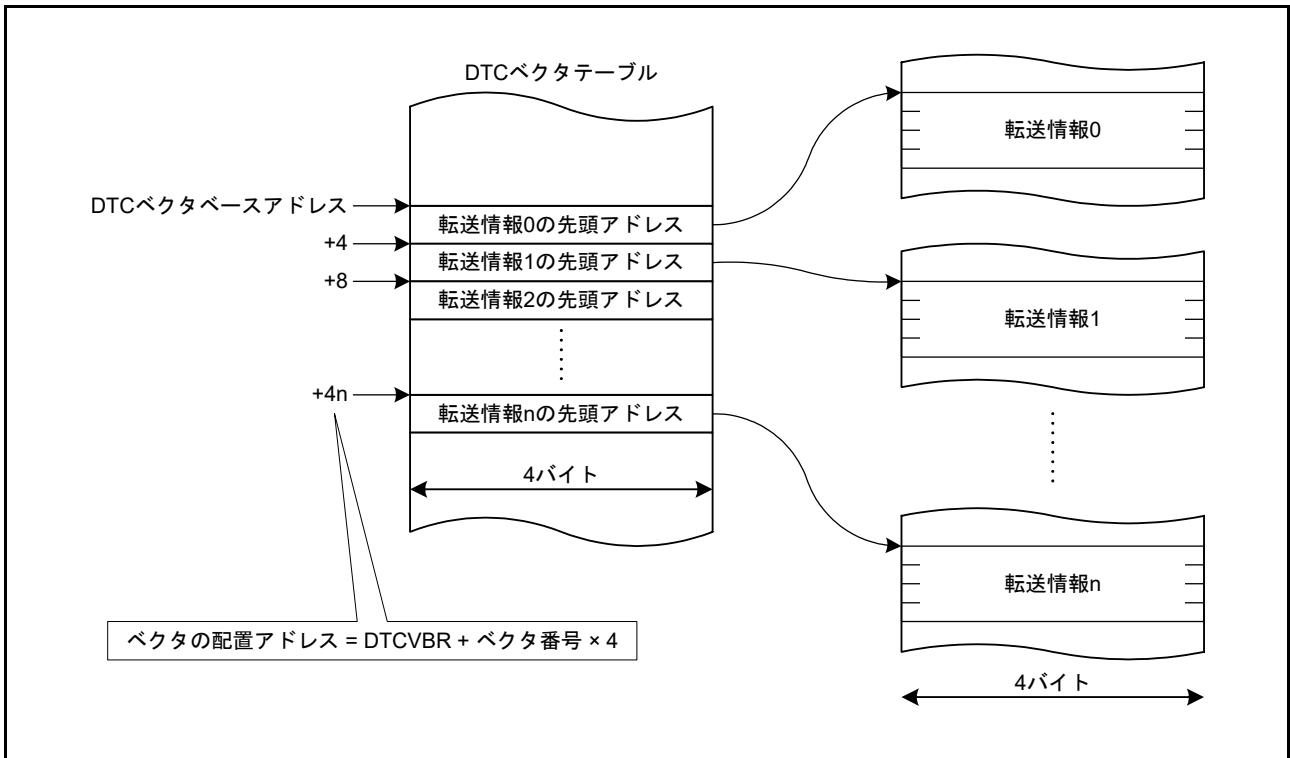 DTCベクタテーブル
DTCベクタベースアドレス
転送情報0の先頭アドレス
+4
転送情報1の先頭アドレス
+8
転送情報2の先頭アドレス
+4n
転送情報nの先頭アドレス
4バイト
ベクタの配置アドレス = DTCVBR + ベクタ番号 × 4
転送情報0
転送情報1
転送情報n
4バイト